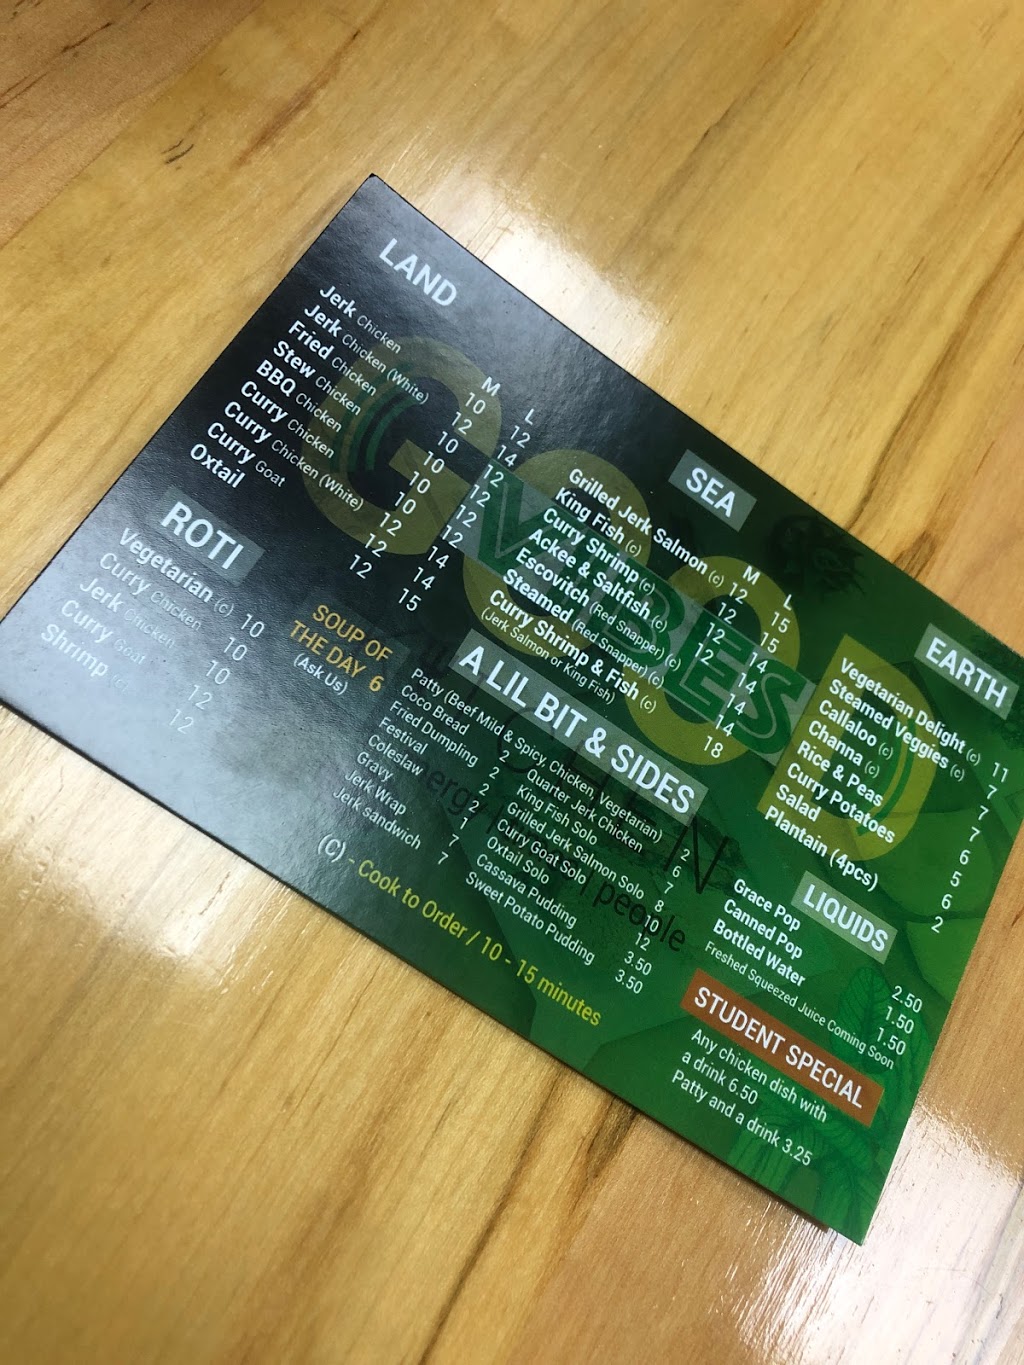 LAND
M L
Jerk Chicken 10 12
Jerk Chicken (White) 12 14
Fried Chicken 10 12
Stew Chicken 10 12
BBQ Chicken 10 12
Curry Chicken 10 12
Curry Chicken (White) 12 14
Curry Goat 12 14
Oxtail 12 15
ROTI
Vegetarian (c) 10
Curry Chicken 10
Jerk Chicken 10
Curry Goat 12
Shrimp (c) 12
SOUP OF
THE DAY 6
(Ask Us)
SEA
M L
Grilled Jerk Salmon (c) 12 15
King Fish (c) 12 15
Curry Shrimp (c) 12 14
Ackee & Saltfish (c) 12 14
Escovitch (Red Snapper) (c) 14
Steamed (Red Snapper) (c) 14
Curry Shrimp & Fish (c) 18
(Jerk Salmon or King Fish)
A LIL BIT & SIDES
Patty (Beef Mild & Spicy, Chicken, Vegetarian) 2
Coco Bread 2
Fried Dumpling 2
Festival 2
Coleslaw 2
Gravy
Jerk Wrap 7
Jerk sandwich 7
Quarter Jerk Chicken 6
King Fish Solo 7
Grilled Jerk Salmon Solo 8
Curry Goat Solo 10
Oxtail Solo 12
Cassava Pudding 3.50
Sweet Potato Pudding 3.50
(C) - Cook to Order / 10 - 15 minutes
EARTH
Vegetarian Delight (c) 11
Steamed Veggies (c) 7
Callaloo (c) 7
Channa (c) 7
Rice & Peas 6
Curry Potatoes 5
Salad 6
Plantain (4pcs) 2
LIQUIDS
Grace Pop 2.50
Canned Pop 1.50
Bottled Water 1.50
Freshed Squeezed Juice Coming Soon
STUDENT SPECIAL
Any chicken dish with
a drink 6.50
Patty and a drink 3.25
GOOD
VIBES
people